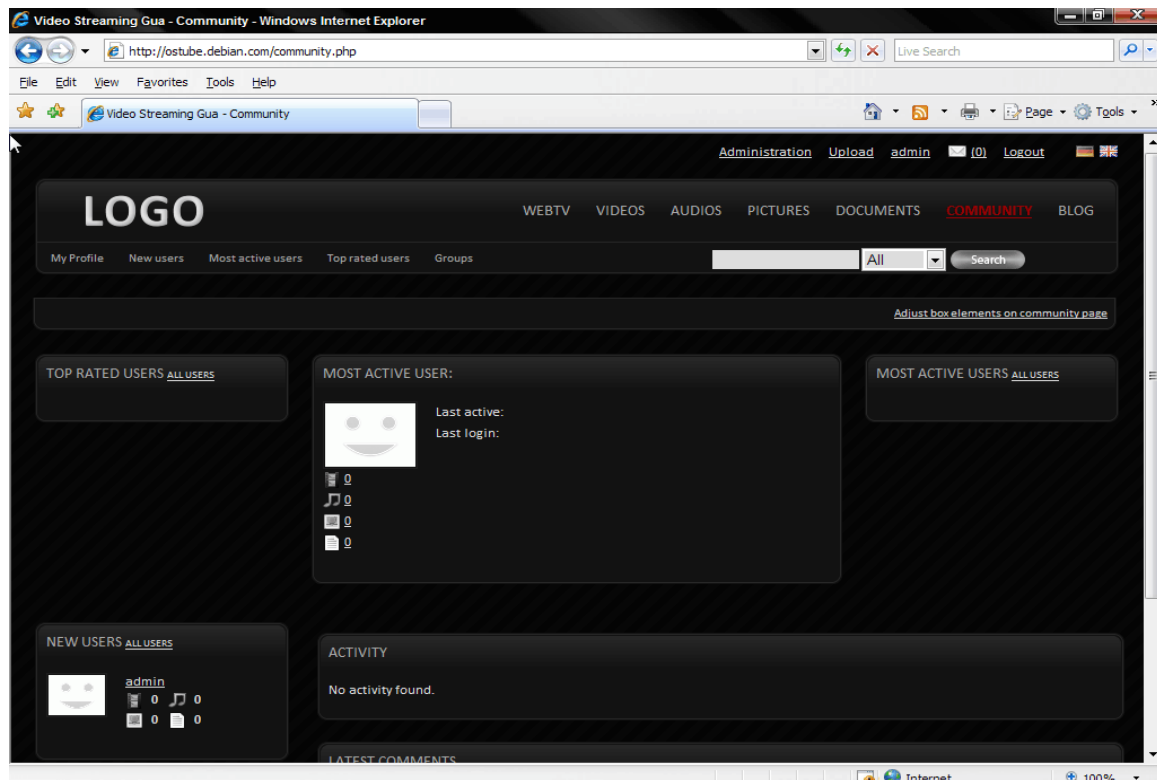 Video Streaming Gua - Community - Windows Internet Explorer
http://ostube.debian.com/community.php
Live Search
File Edit View Favorites Tools Help
Video Streaming Gua - Community
Page Tools
Administration Upload admin (0) Logout
LOGO
WEBTV VIDEOS AUDIOS PICTURES DOCUMENTS COMMUNITY BLOG
My Profile New users Most active users Top rated users Groups
All Search
Adjust box elements on community page
TOP RATED USERS ALL USERS
MOST ACTIVE USER:
MOST ACTIVE USERS ALL USERS
Last active:
Last login:
0
0
0
0
NEW USERS ALL USERS
admin
0 0
0 0
ACTIVITY
No activity found.
LATEST COMMENTS
Internet 100%